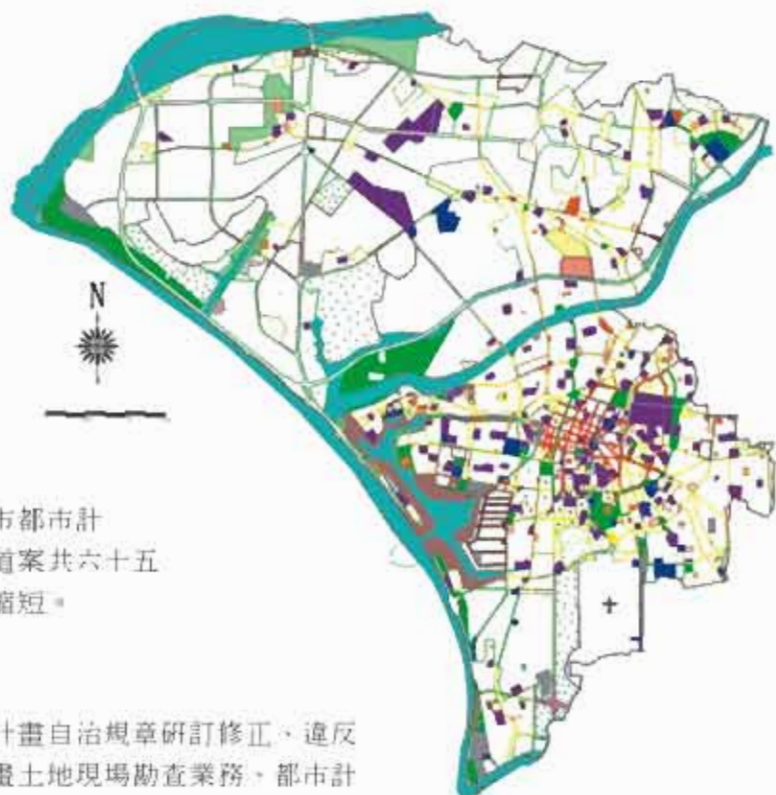 N
市都市計
道案共六十五
縮短。
計畫自治規章研訂修正、違反
畫土地現場勘查業務、都市計